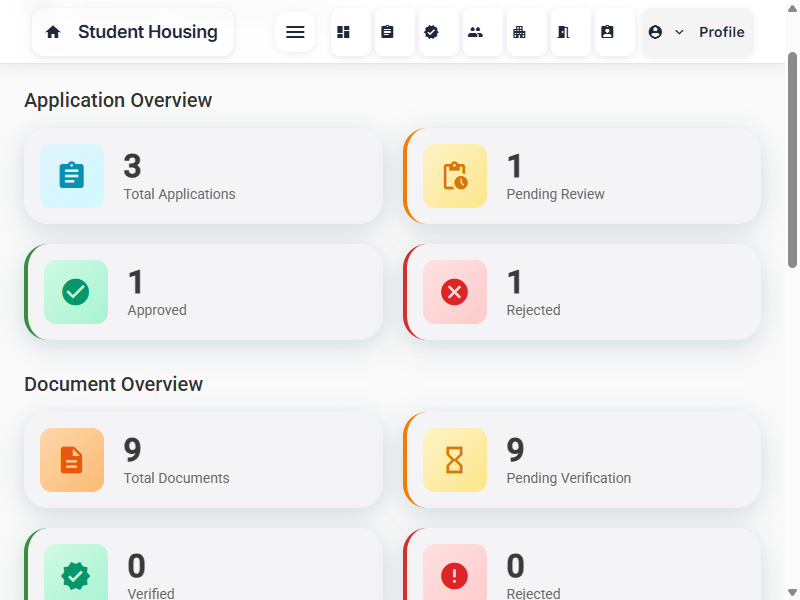 Student Housing
Profile
Application Overview
3
Total Applications
1
Pending Review
1
Approved
1
Rejected
Document Overview
9
Total Documents
9
Pending Verification
0
Verified
0
Rejected